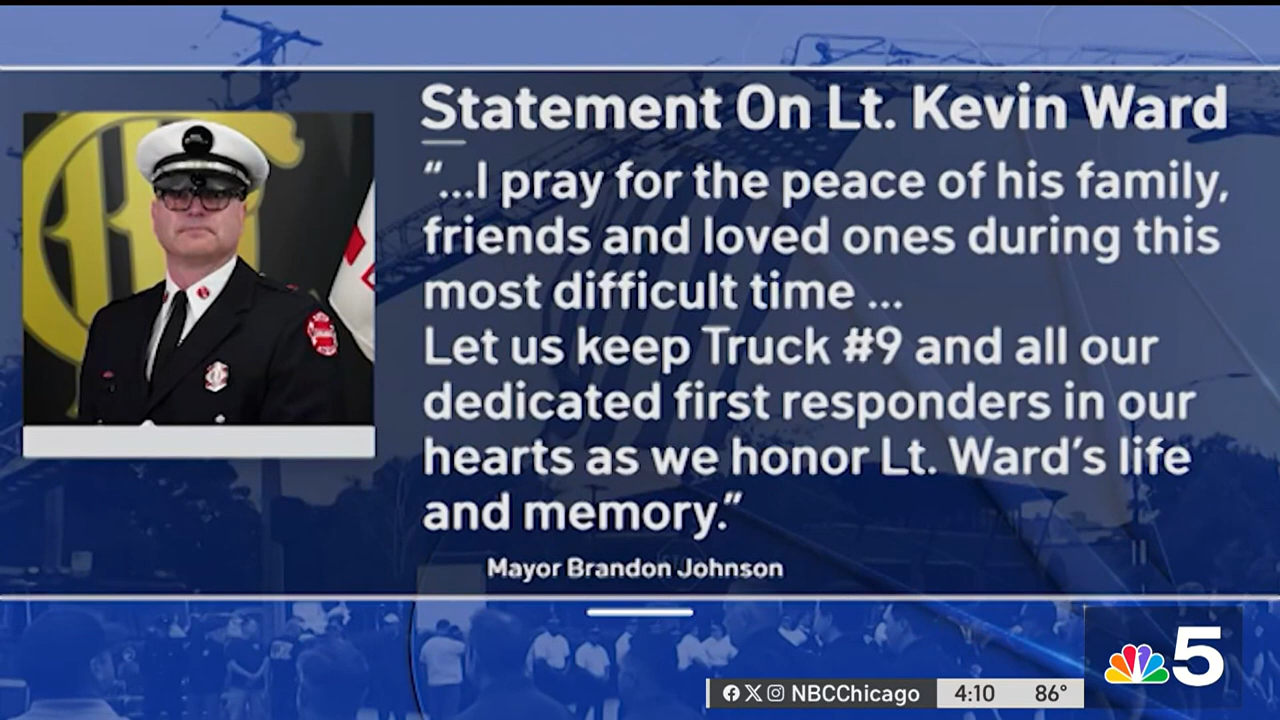 Statement On Lt. Kevin Ward
“...I pray for the peace of his family,
friends and loved ones during this
most difficult time ...
Let us keep Truck #9 and all our
dedicated first responders in our
hearts as we honor Lt. Ward’s life
and memory.”
Mayor Brandon Johnson
5
NBCChicago 4:10 86°